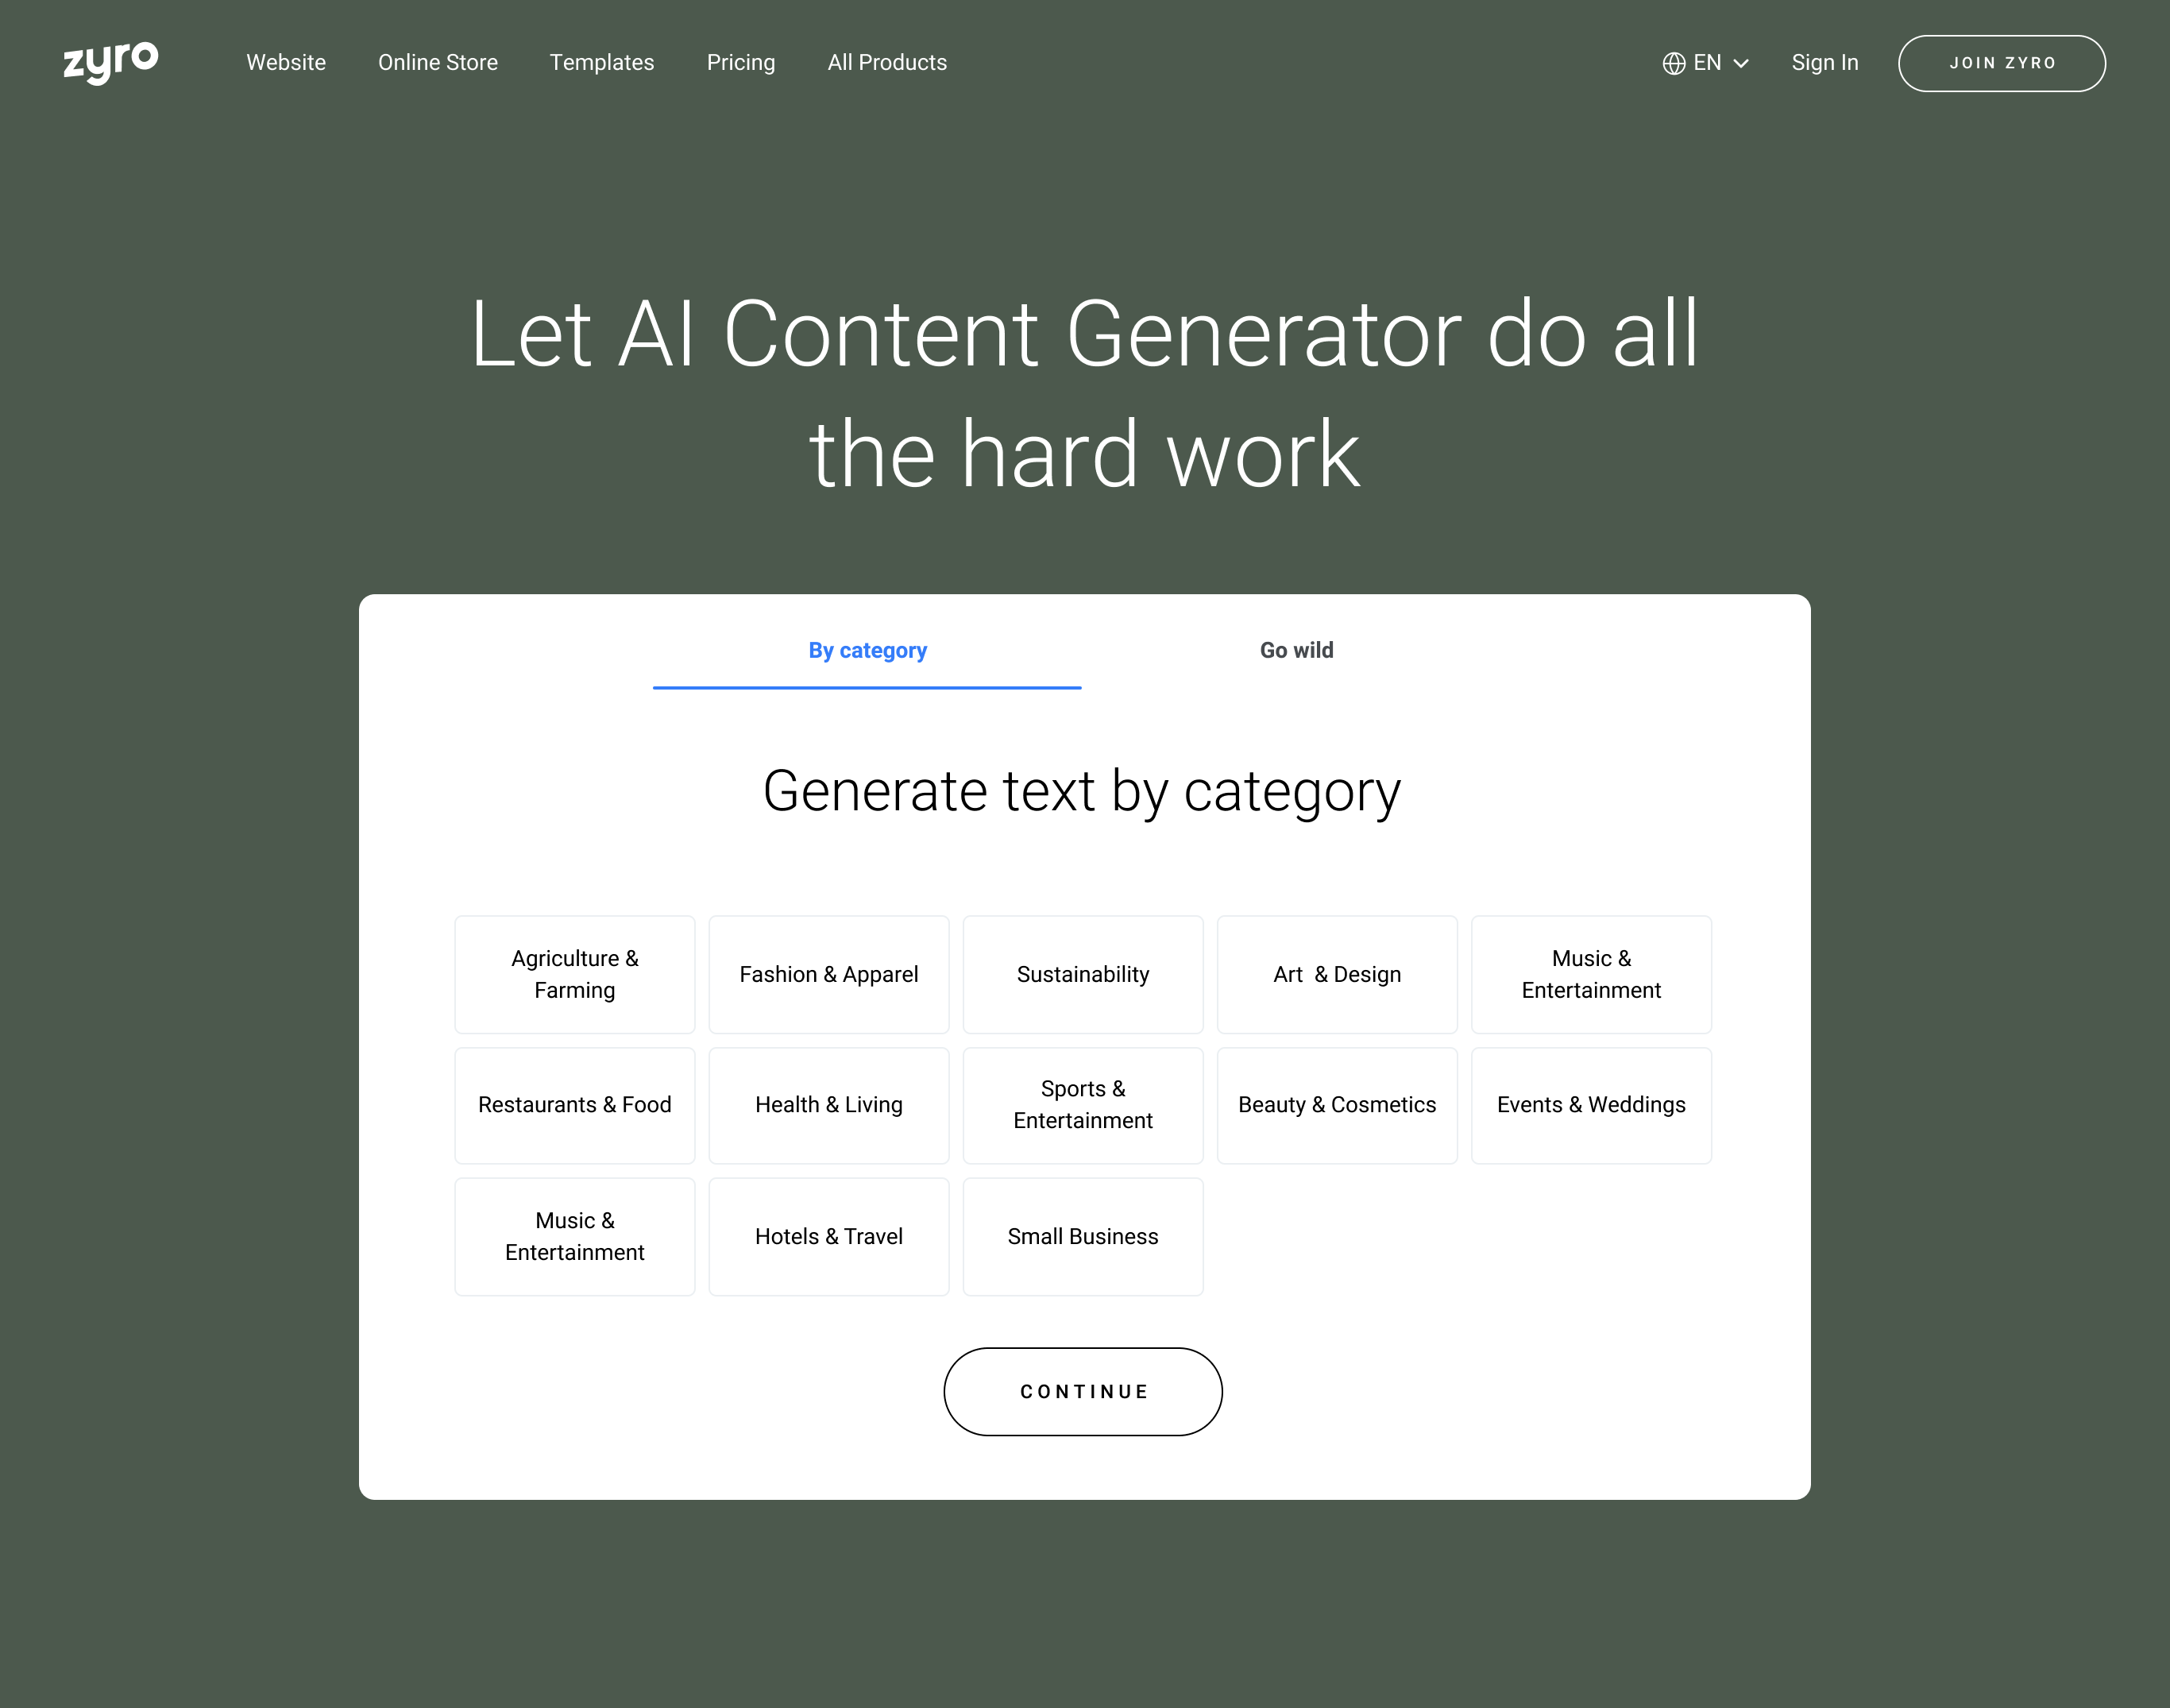 zyro
Website
Online Store
Templates
Pricing
All Products
EN
Sign In
JOIN ZYRO
Let AI Content Generator do all
the hard work
By category
Go wild
Generate text by category
Agriculture &
Farming
Fashion & Apparel
Sustainability
Art  & Design
Music &
Entertainment
Restaurants & Food
Health & Living
Sports &
Entertainment
Beauty & Cosmetics
Events & Weddings
Music &
Entertainment
Hotels & Travel
Small Business
CONTINUE